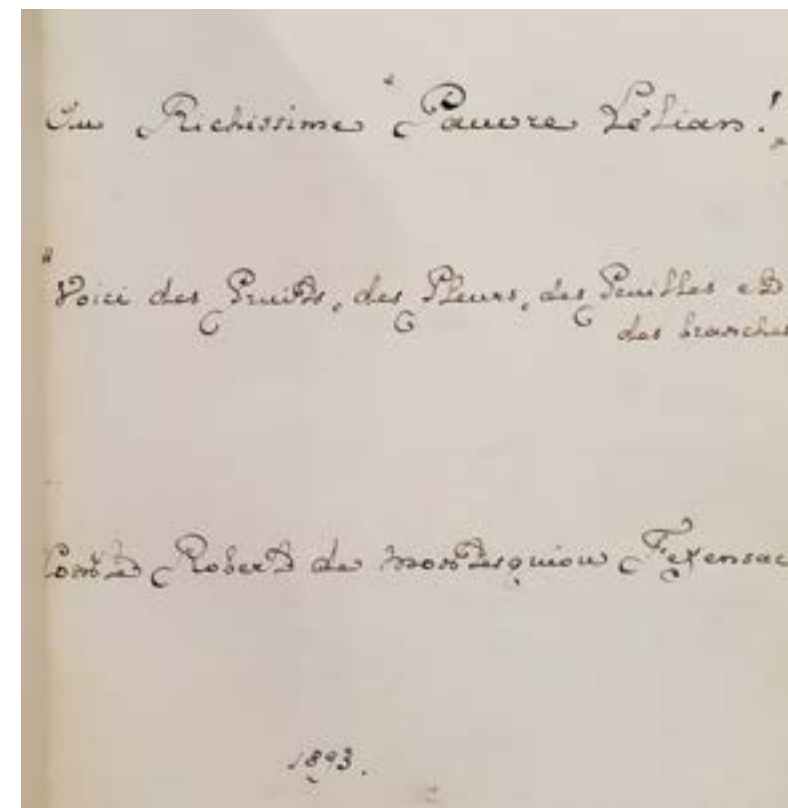 Au Richissime "Pauvre Lélian!"
"Voici des Fruits, des Fleurs, des Feuilles et
des branches
Comte Robert de Montesquiou Fezensac
1893.